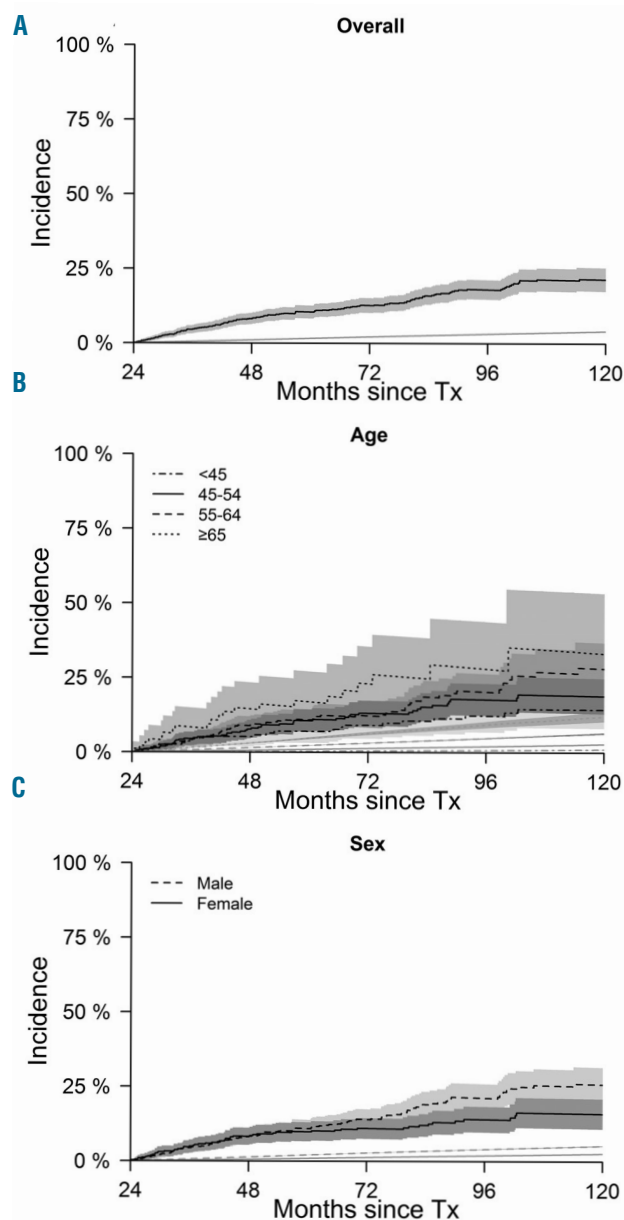 A
Overall
100 %
75 %
50 %
25 %
0 %
Incidence
24 48 72 96 120
Months since Tx
B
Age
100 %
75 %
50 %
25 %
0 %
Incidence
<45
45-54
55-64
≥65
24 48 72 96 120
Months since Tx
C
Sex
100 %
75 %
50 %
25 %
0 %
Incidence
Male
Female
24 48 72 96 120
Months since Tx